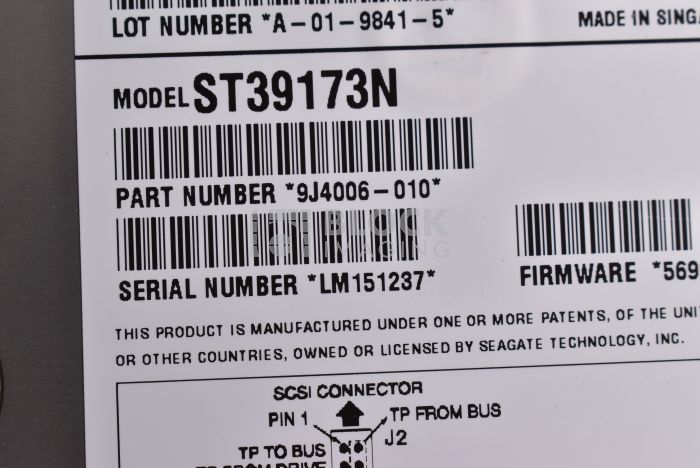 LOT NUMBER *A-01-9841-5*
MADE IN
MODEL ST39173N
PART NUMBER *9J4006-010*
BLOCK
IMAGING
SERIAL NUMBER *LM151237*
FIRMWARE *569
THIS PRODUCT IS MANUFACTURED UNDER ONE OR MORE PATENTS, OF THE
OR OTHER COUNTRIES, OWNED OR LICENSED BY SEAGATE TECHNOLOGY, INC.
SCSI CONNECTOR
PIN 1
TP FROM BUS
J2
TP TO BUS